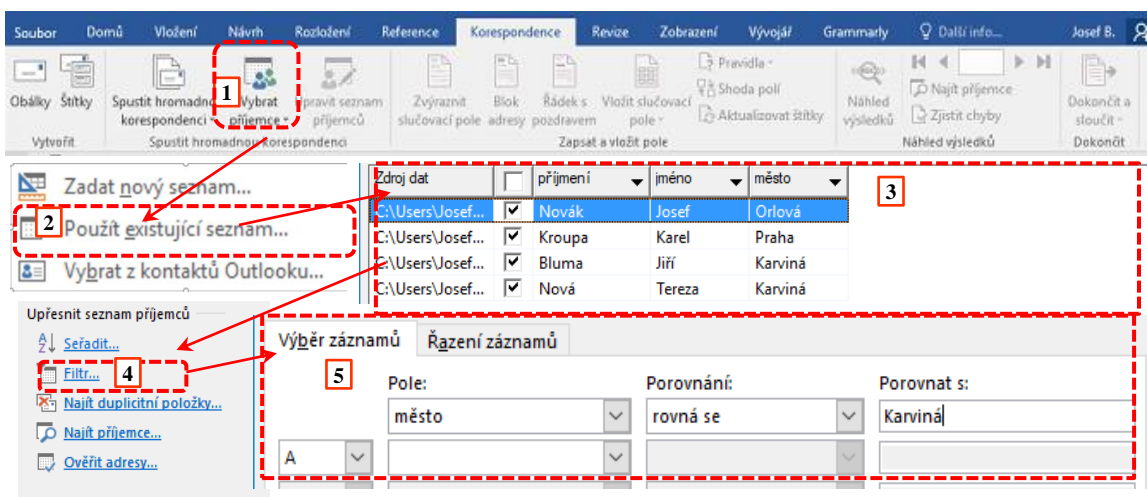 Soubor Domů Vložení Návrh Rozložení Reference Korespondence Revize Zobrazení Vývojář Grammarly Další info... Josef B.
Obálky Štítky
Vytvořit
Spustit hromadno
korespondenci
1
Vybrat
příjemce
Upravit seznam
příjemců
Spustit hromadnou korespondenci
Zvýraznit
slučovací pole
Blok
adresy
Řádek s
pozdravem
Vložit slučovací
pole
Pravidla
Shoda polí
Aktualizovat štítky
Zapsat a vložit pole
Náhled
výsledků
Najít příjemce
Zjistit chyby
Náhled výsledků
Dokončit a
sloučit
Dokončit
Zadat nový seznam...
2 Použít existující seznam...
Vybrat z kontaktů Outlooku...
Zdroj dat příjmení jméno město 3
C:\Users\Josef... Novák Josef Orlová
C:\Users\Josef... Kroupa Karel Praha
C:\Users\Josef... Bluma Jiří Karviná
C:\Users\Josef... Nová Tereza Karviná
Upřesnit seznam příjemců
Seřadit...
Filtr... 4
Najít duplicitní položky...
Najít příjemce...
Ověřit adresy...
Výběr záznamů Řazení záznamů
5 Pole: Porovnání: Porovnat s:
město rovná se Karviná
A